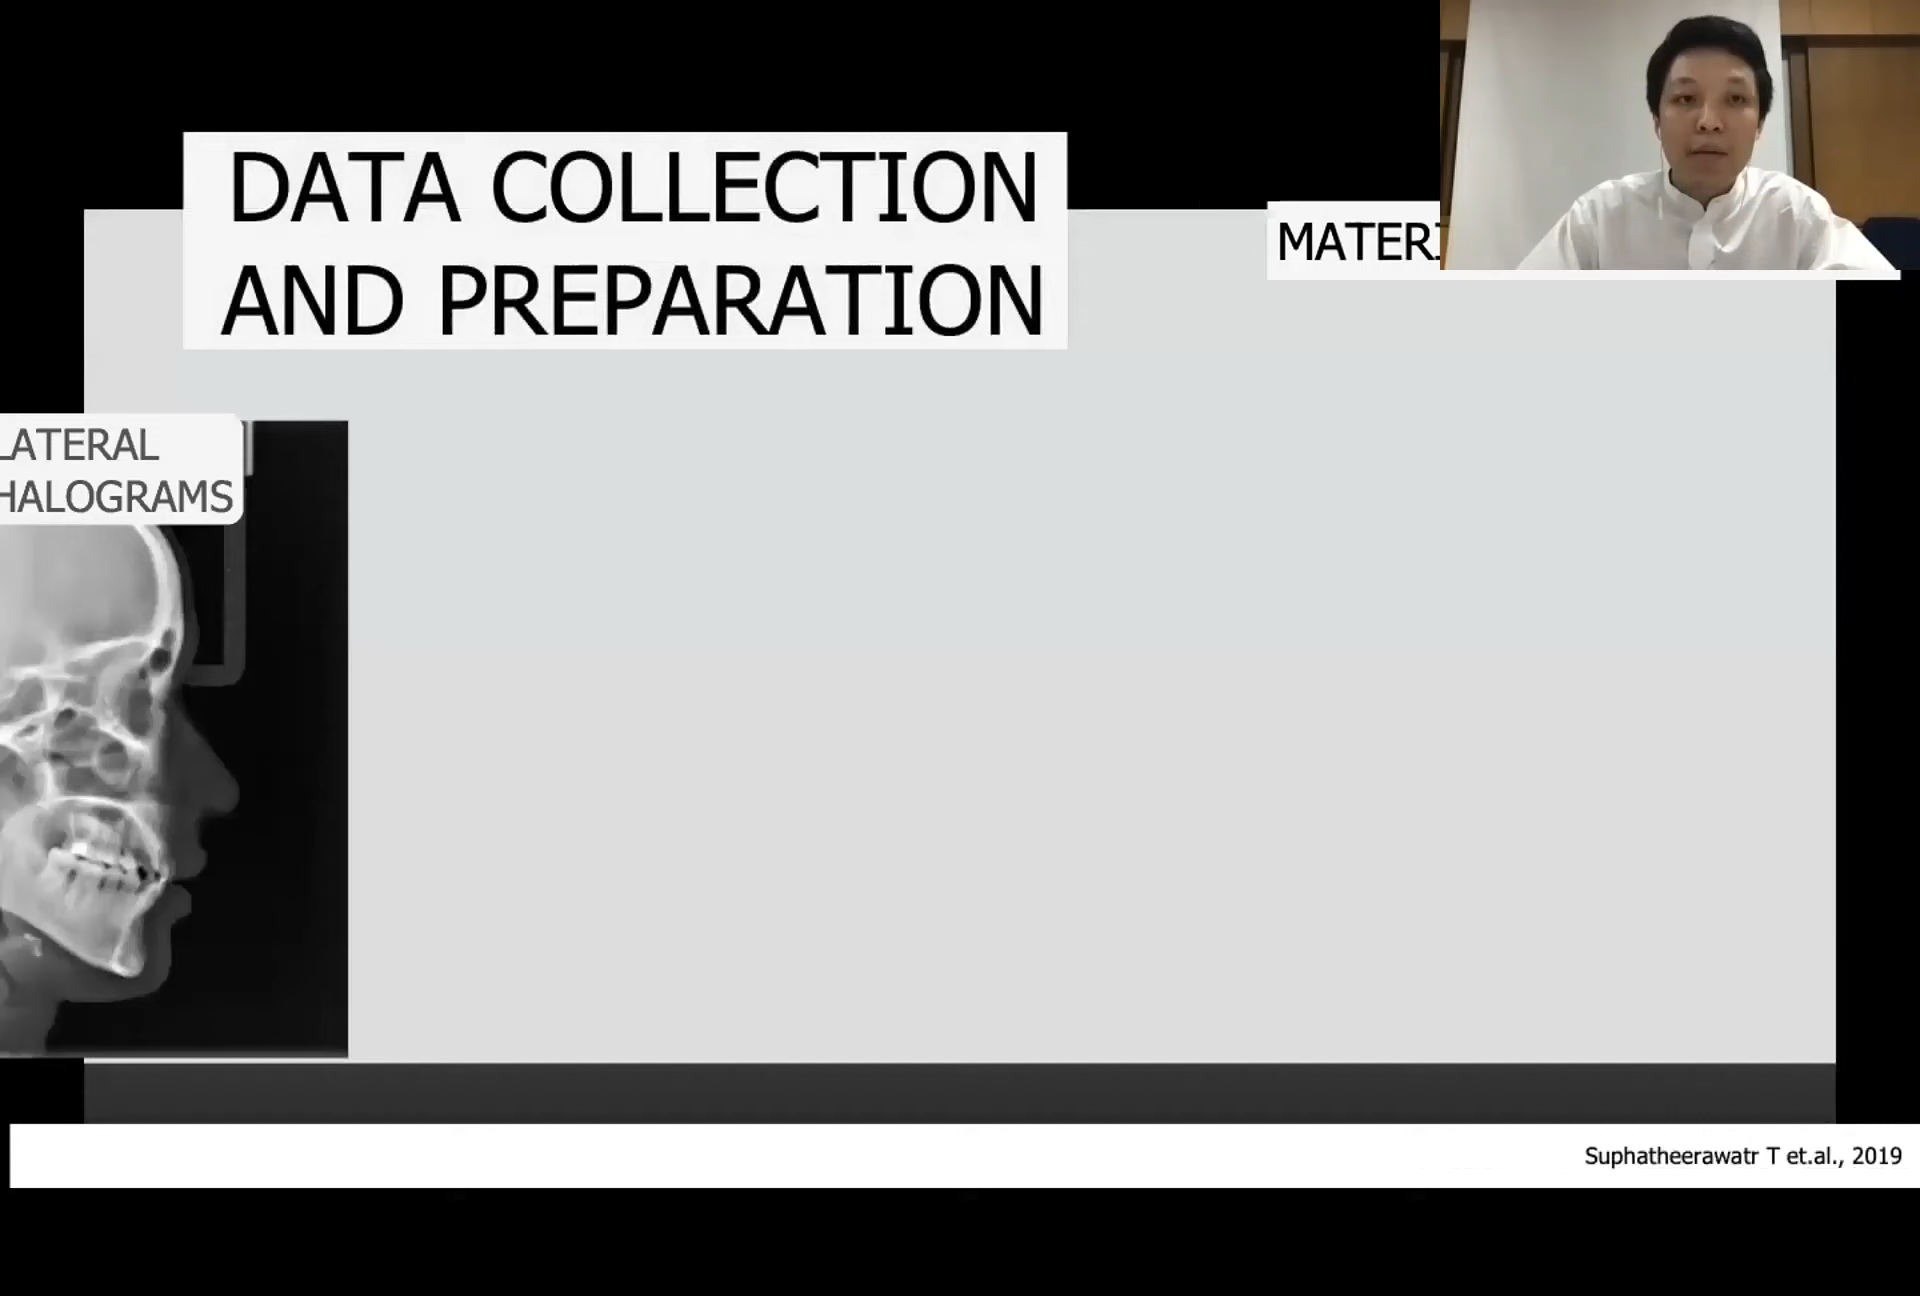 DATA COLLECTION
AND PREPARATION
MATERI
LATERAL
HALOGRAMS
Suphatheerawatr T et.al., 2019